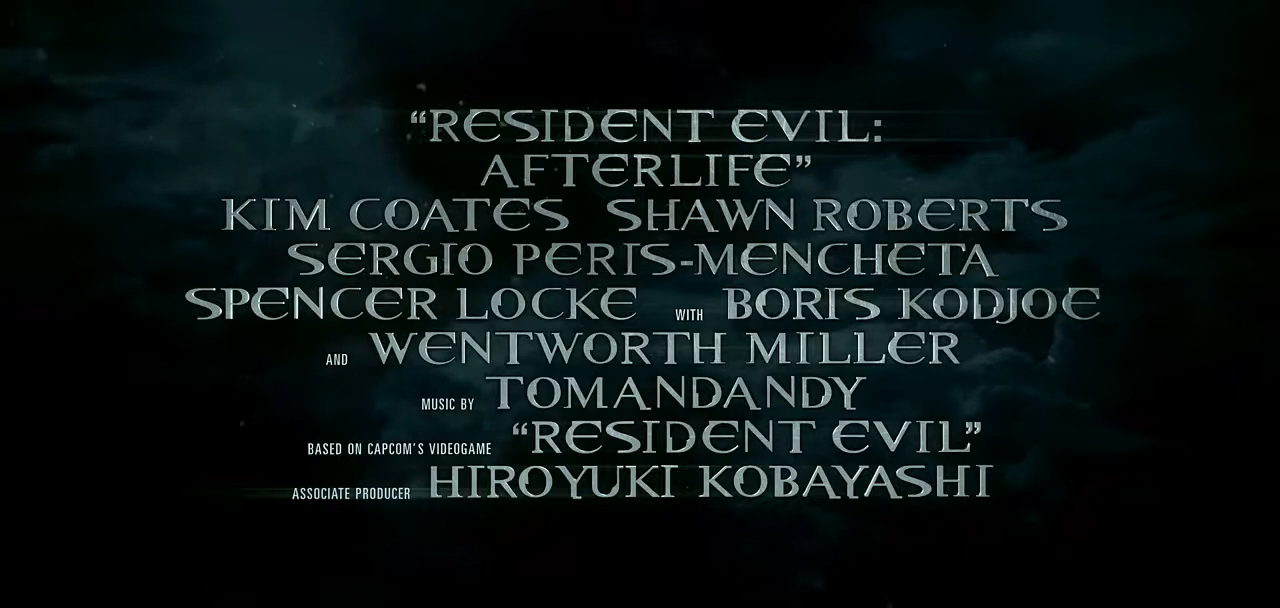 “RESIDENT EVIL:
AFTERLIFE”
KIM COATES SHAWN ROBERTS
SERGIO PERIS-MENCHETA
SPENCER LOCKE WITH BORIS KODJOE
AND WENTWORTH MILLER
MUSIC BY TOMANDANDY
BASED ON CAPCOM'S VIDEOGAME “RESIDENT EVIL”
ASSOCIATE PRODUCER HIROYUKI KOBAYASHI